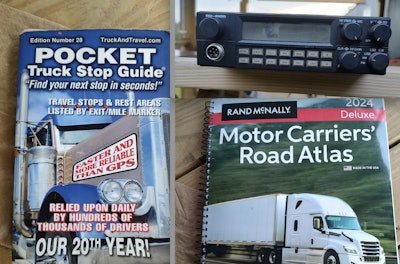 Edition Number 28 TruckAndTravel.com
POCKET
Truck Stop Guide
"Find your next stop in seconds!"
TRAVEL STOPS & REST AREAS
LISTED BY EXIT/MILE MARKER
FASTER AND
MORE RELIABLE
THAN GPS
RELIED UPON DAILY
BY HUNDREDS OF
THOUSANDS OF DRIVERS
OUR 20TH YEAR!
RAND McNALLY
2024
Deluxe
Motor Carriers'
Road Atlas
MADE IN THE USA